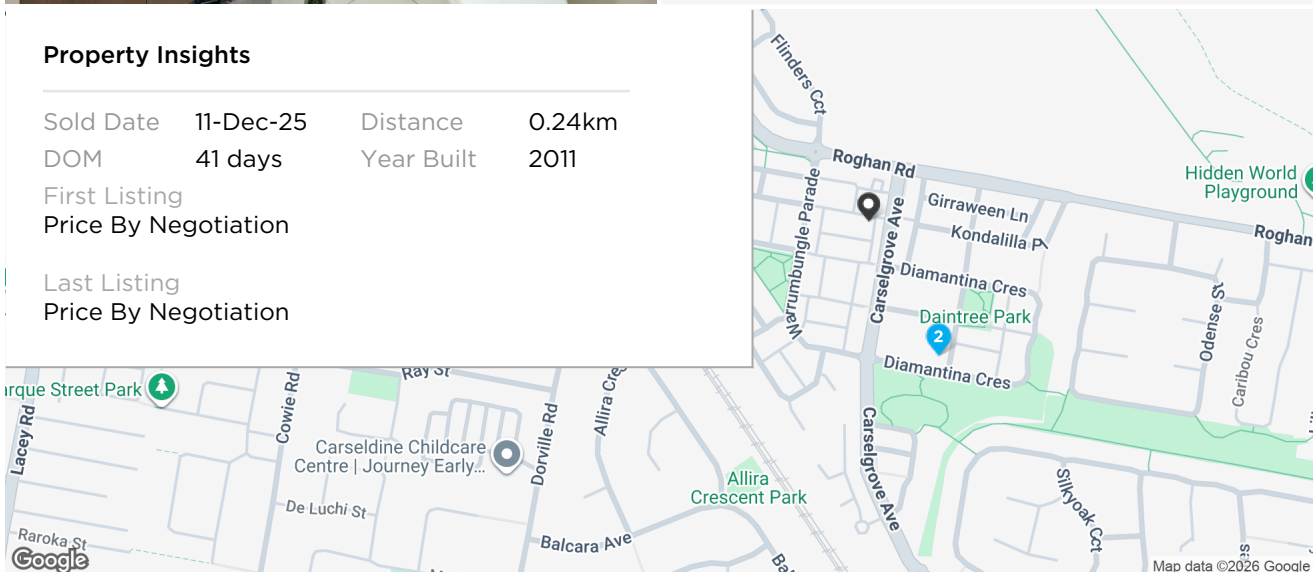 Property Insights
Sold Date 11-Dec-25 Distance 0.24km
DOM 41 days Year Built 2011
First Listing
Price By Negotiation
Last Listing
Price By Negotiation
Flinders Cct
Roghan Rd
Hidden World
Playground
Warrumbungle Parade
Carselgrove Ave
Girraween Ln
Kondalilla
Roghan
Diamantina Cres
Daintree Park
2
Diamantina Cres
Odense St
Caribou Cres
arque Street Park
Ray St
Lacey Rd
Cowie Rd
Dorville Rd
Allira
Carseldine Childcare
Centre | Journey Early...
Carselgrove Ave
Allira
Crescent Park
Silkyoak Cct
De Luchi St
Raroka St
Balcara Ave
Google
Map data ©2026 Google